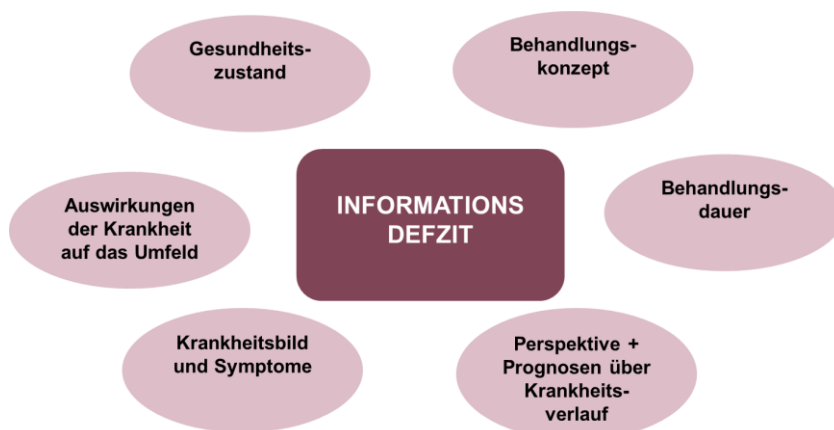 Gesundheits-
zustand
Behandlungs-
konzept
INFORMATIONS
DEFZIT
Behandlungs-
dauer
Auswirkungen
der Krankheit
auf das Umfeld
Krankheitsbild
und Symptome
Perspektive +
Prognosen über
Krankheits-
verlauf